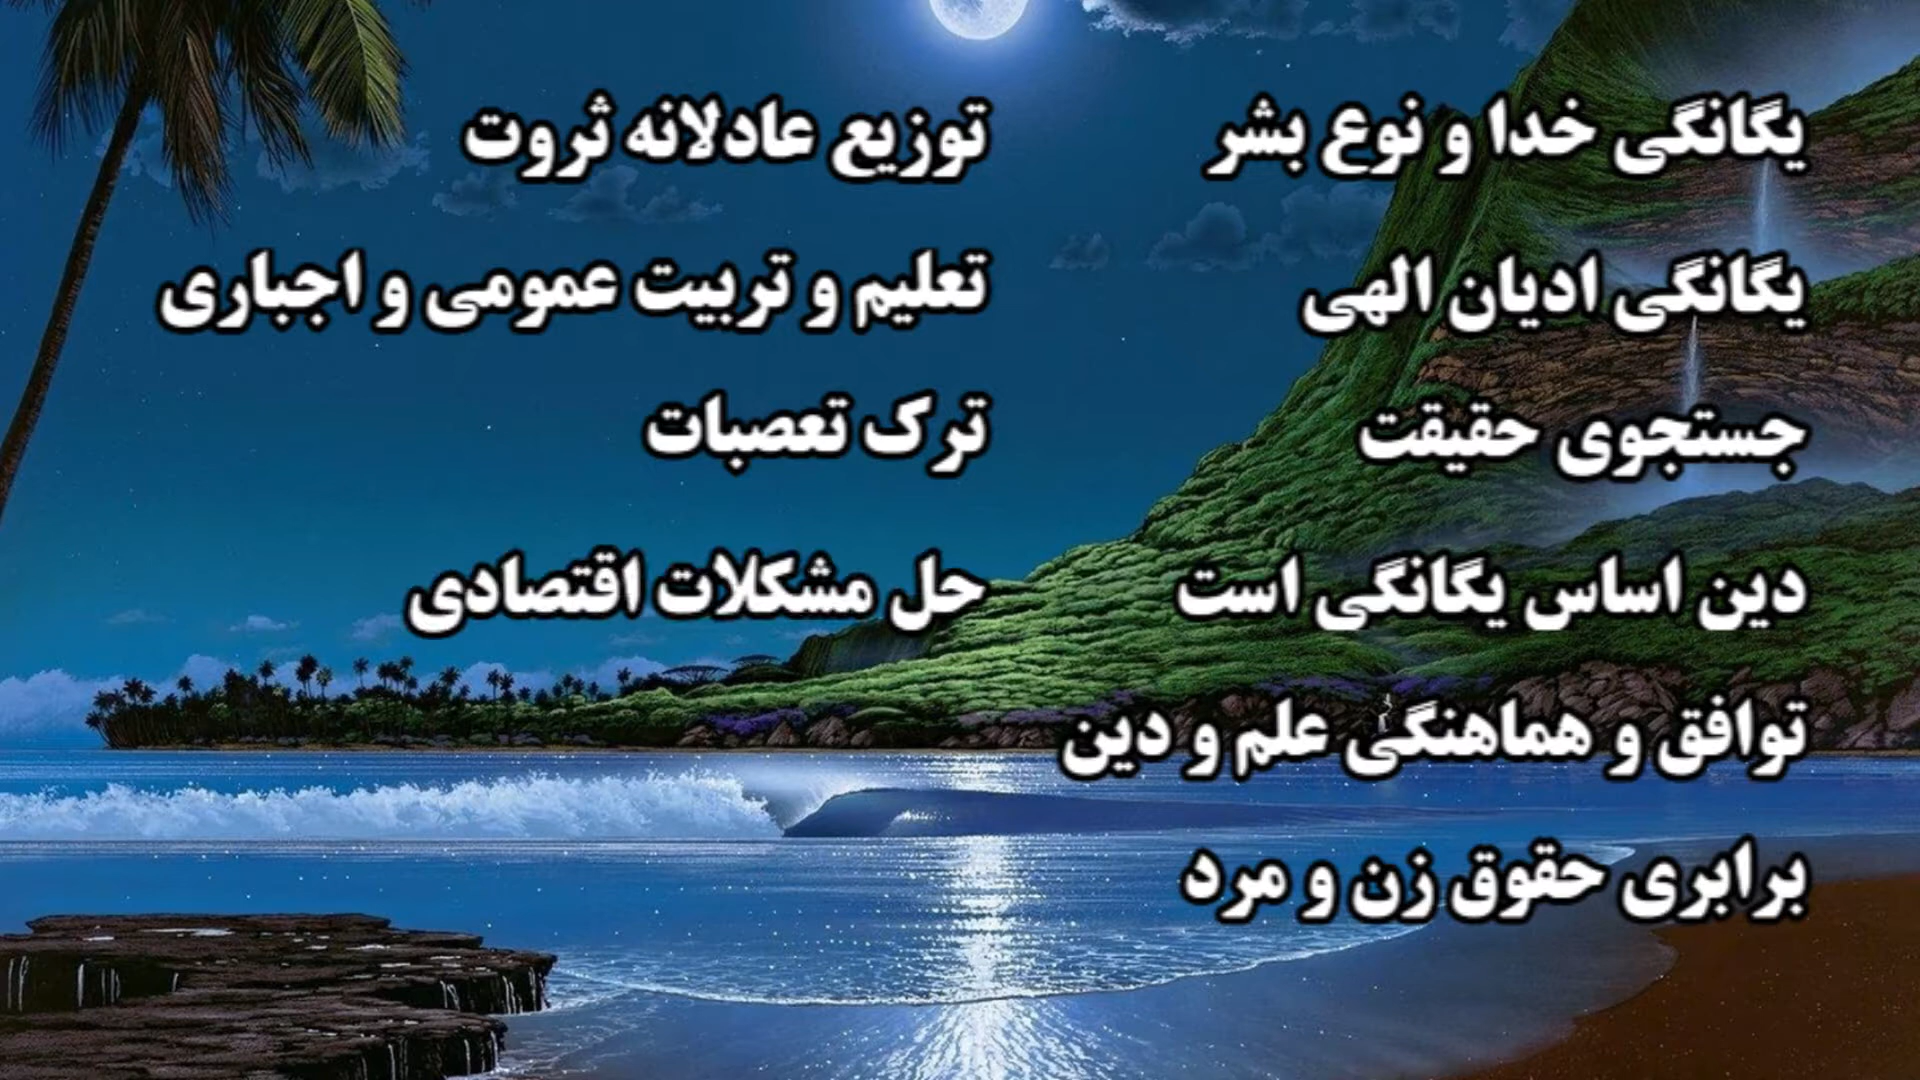 یگانگی خدا و نوع بشر
یگانگی ادیان الهی
جستجوی حقیقت
دین اساس یگانگی است
توافق و هماهنگی علم و دین
برابری حقوق زن و مرد
توزیع عادلانه ثروت
تعلیم و تربیت عمومی و اجباری
ترک تعصبات
حل مشکلات اقتصادی